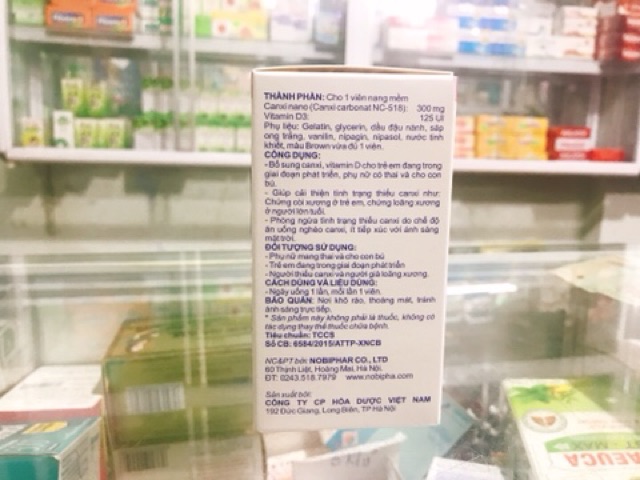 THÀNH PHẦN: Cho 1 viên nang mềm
Canxi nano (Canxi carbonat NC-518): 300 mg
Vitamin D3: 125 UI
Phụ liệu: Gelatin, glycerin, dầu đậu nành, sáp
ong trắng, vanilin, nipagin, nipasol, nước tinh
khiết, màu Brown vừa đủ 1 viên.
CÔNG DỤNG:
- Bổ sung canxi, vitamin D cho trẻ em đang trong
giai đoạn phát triển, phụ nữ có thai và cho con
bú.
- Giúp cải thiện tình trạng thiếu canxi như:
Chứng còi xương ở trẻ em, chứng loãng xương
ở người lớn tuổi.
- Phòng ngừa tình trạng thiếu canxi do chế độ
ăn uống nghèo canxi, ít tiếp xúc với ánh sáng
mặt trời.
ĐỐI TƯỢNG SỬ DỤNG:
- Phụ nữ mang thai và cho con bú
- Trẻ em đang trong giai đoạn phát triển
- Người thiếu canxi và người già loãng xương.
CÁCH DÙNG VÀ LIỀU DÙNG:
- Ngày uống 1 lần, mỗi lần 1 viên.
BẢO QUẢN: Nơi khô ráo, thoáng mát, tránh
ánh sáng trực tiếp.
* Sản phẩm này không phải là thuốc, không có
tác dụng thay thế thuốc chữa bệnh.
Tiêu chuẩn: TCCS
Số CB: 6584/2015/ATTP-XNCB
NC&PT bởi: NOBIPHAR CO., LTD
60 Thịnh Liệt, Hoàng Mai, Hà Nội.
ĐT: 0243.518.7979 www.nobipha.com
Sản xuất bởi:
CÔNG TY CP HÓA DƯỢC VIỆT NAM
192 Đức Giang, Long Biên, TP Hà Nội
MAX
AEUCA